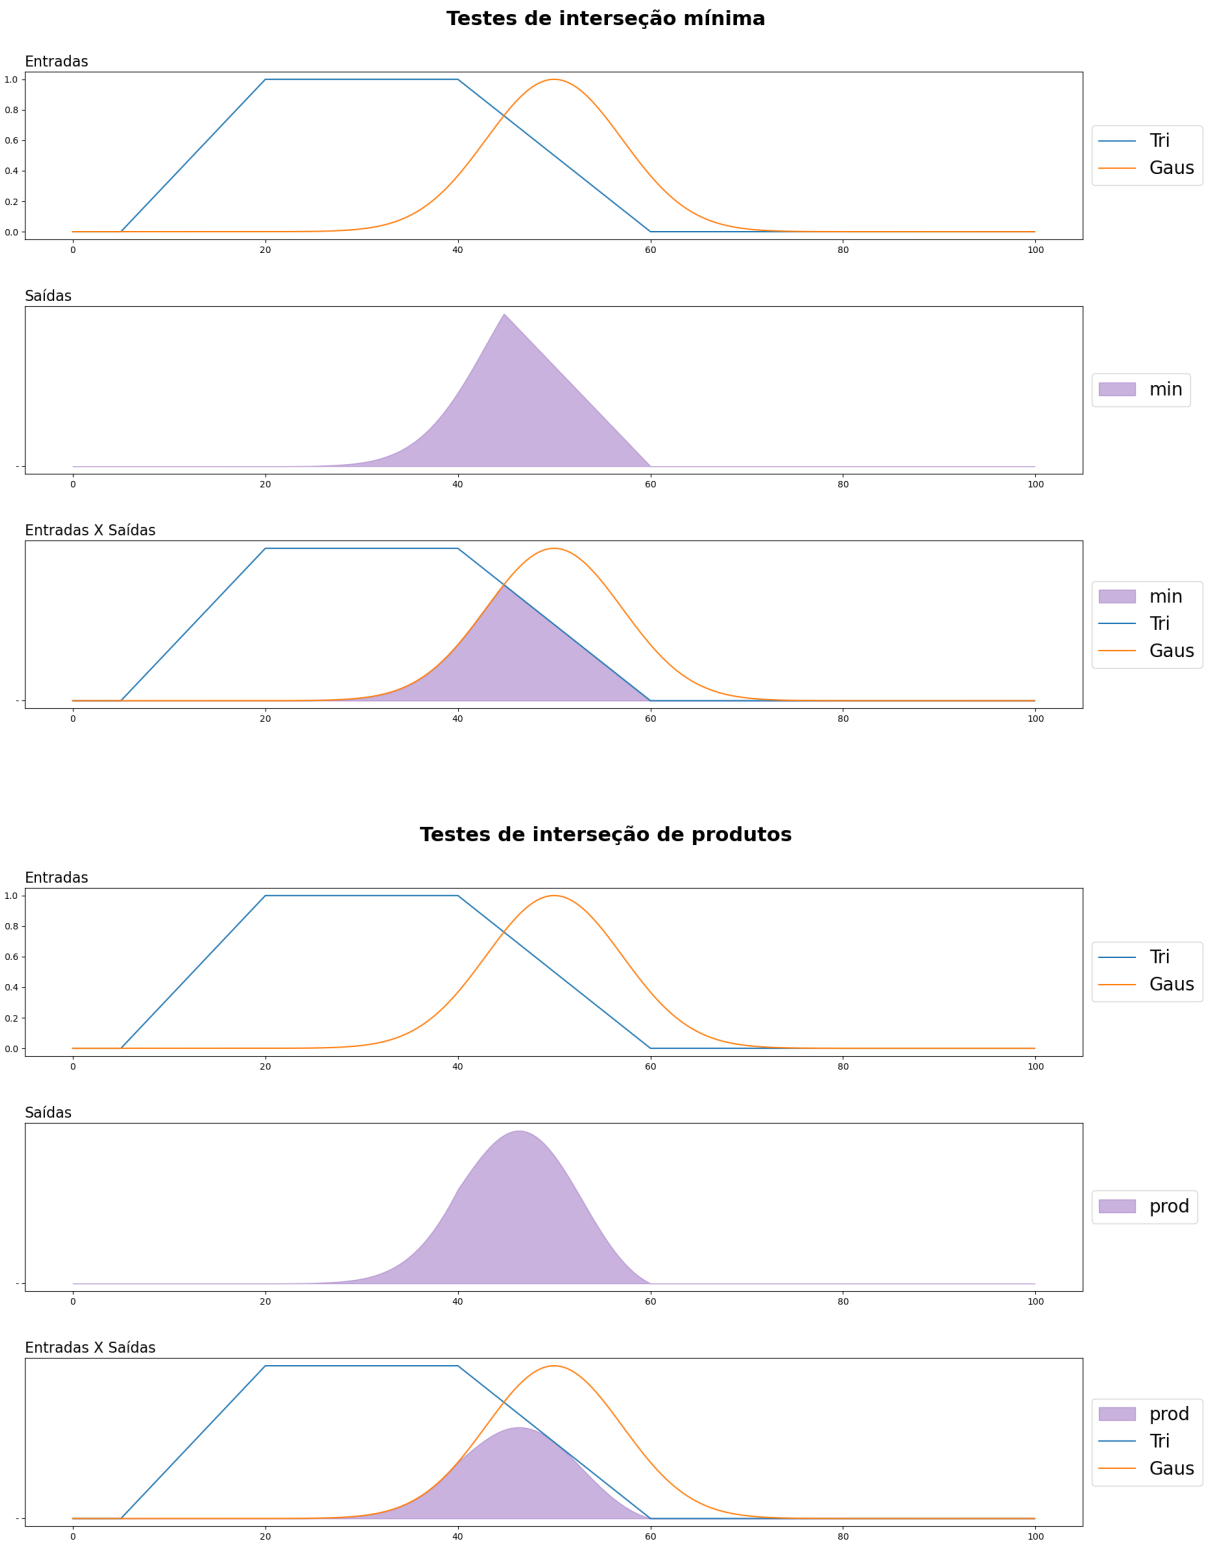 Testes de interseção mínima
Entradas
1.0
0.8
0.6
0.4
0.2
0.0
0 20 40 60 80 100
Tri
Gaus
Saídas
-
0 20 40 60 80 100
min
Entradas X Saídas
-
0 20 40 60 80 100
min
Tri
Gaus
Testes de interseção de produtos
Entradas
1.0
0.8
0.6
0.4
0.2
0.0
0 20 40 60 80 100
Tri
Gaus
Saídas
-
0 20 40 60 80 100
prod
Entradas X Saídas
-
0 20 40 60 80 100
prod
Tri
Gaus